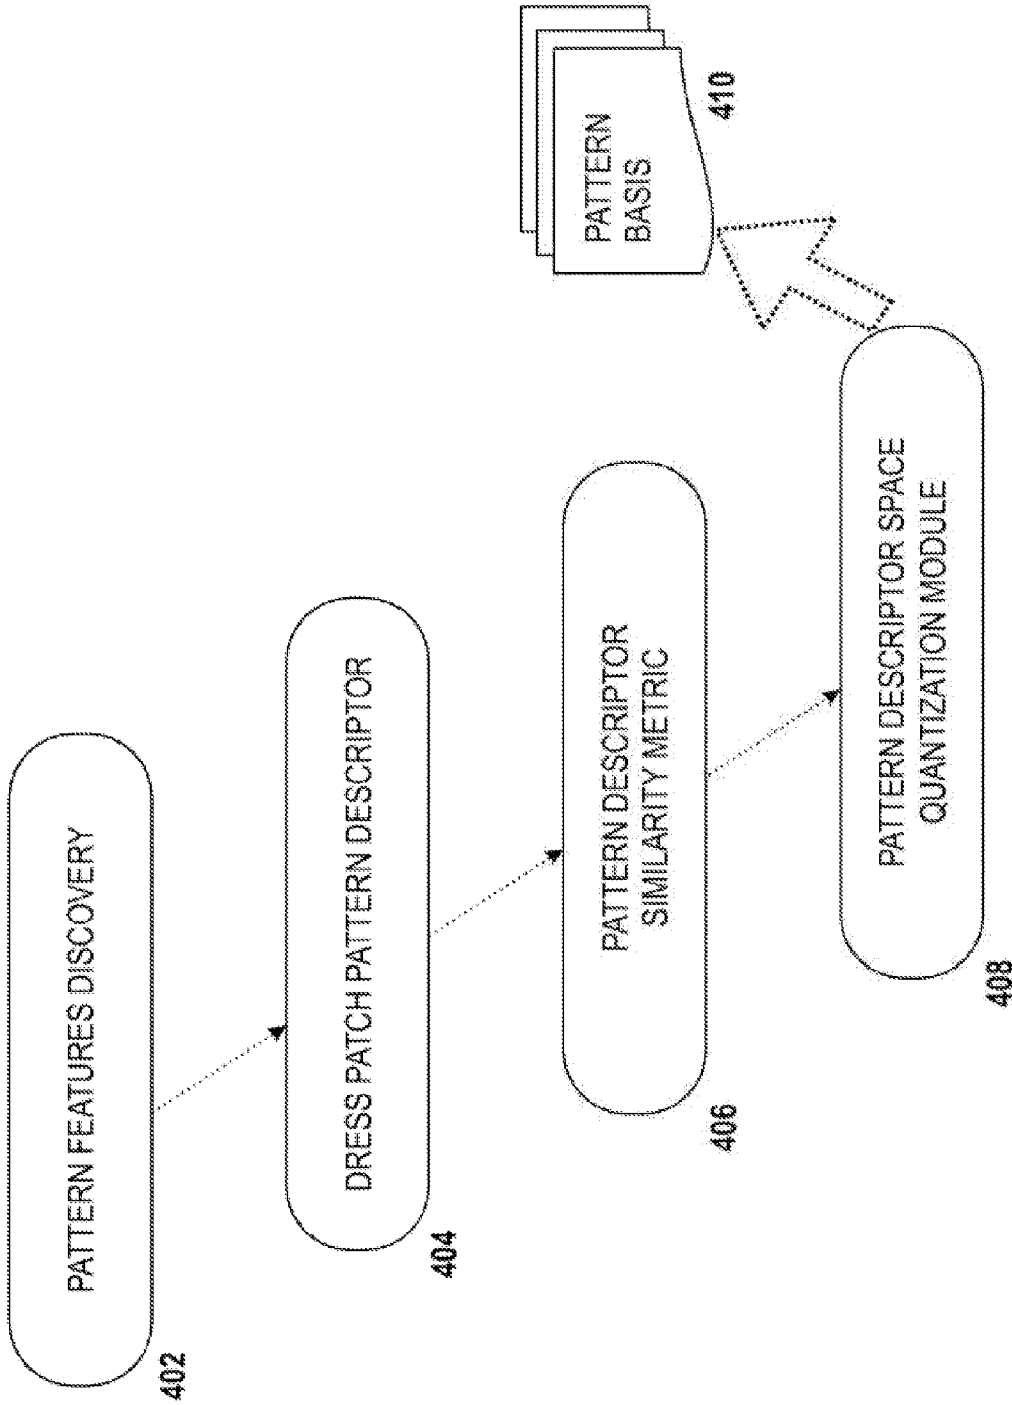 PATTERN FEATURES DISCOVERY
402
DRESS PATCH PATTERN DESCRIPTOR
404
PATTERN DESCRIPTOR
SIMILARITY METRIC
406
PATTERN DESCRIPTOR SPACE
QUANTIZATION MODULE
408
PATTERN
BASIS
410